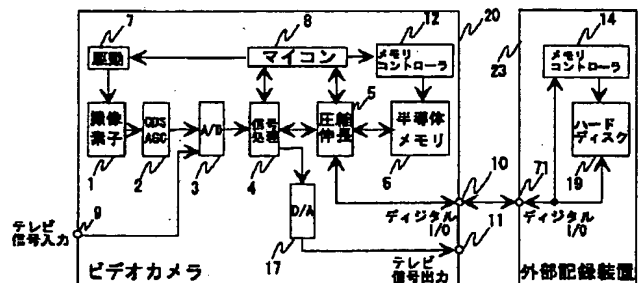 7
8
12
20
14
駆動
マイコン
メモリ
コントローラ
23
メモリ
コントローラ
5
撮像
素子
CDS
AGC
A/D
信号
処理
圧縮
伸長
半導体
メモリ
ハード
ディスク
1
2
3
4
6
10
71
19
9
D/A
ディジタル
I/O
11
ディジタル
I/O
テレビ
信号入力
17
ビデオカメラ
テレビ
信号出力
外部記録装置